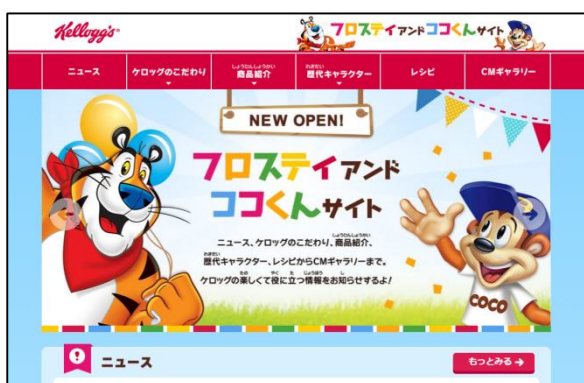 Kellogg's
フロスティアンドココくんサイト
ニュース
ケロッグのこだわり
しょうひんしょうかい
商品紹介
れきだい
歴代キャラクター
レシピ
CMギャラリー
NEW OPEN!
フロスティアンド
ココくんサイト
しょうひんしょうかい
ニュース、ケロッグのこだわり、商品紹介、
れきだい
歴代キャラクター、レシピからCMギャラリーまで。
たの やく た じょうほう し
ケロッグの楽しくて役に立つ情報をお知らせするよ!
COCO
ニュース
もっとみる